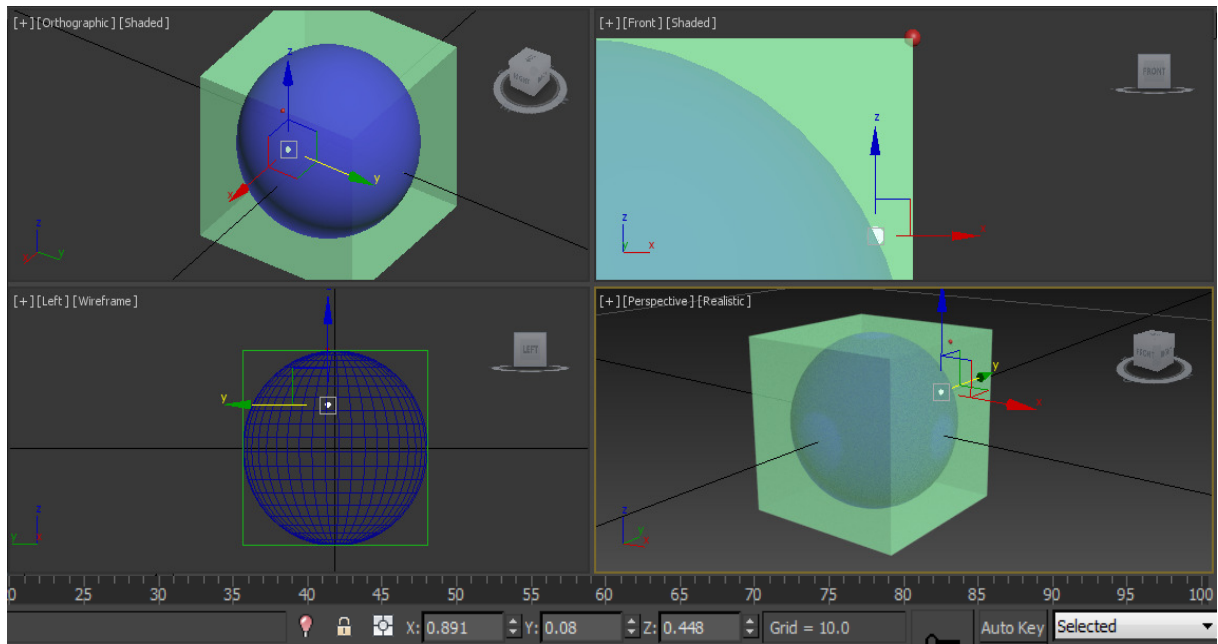 [+] [Orthographic] [Shaded]
z
RIGHT
x
y
z
x
y
[+] [Front] [Shaded]
FRONT
z
x
z
y
x
[+] [Left] [Wireframe]
LEFT
y
z
y
x
[+] [Perspective] [Realistic]
RIGHT
y
x
z
y
x
0 25 30 35 40 45 50 55 60 65 70 75 80 85 90 95 100
X: 0.891 Y: 0.08 Z: 0.448 Grid = 10.0 Auto Key Selected